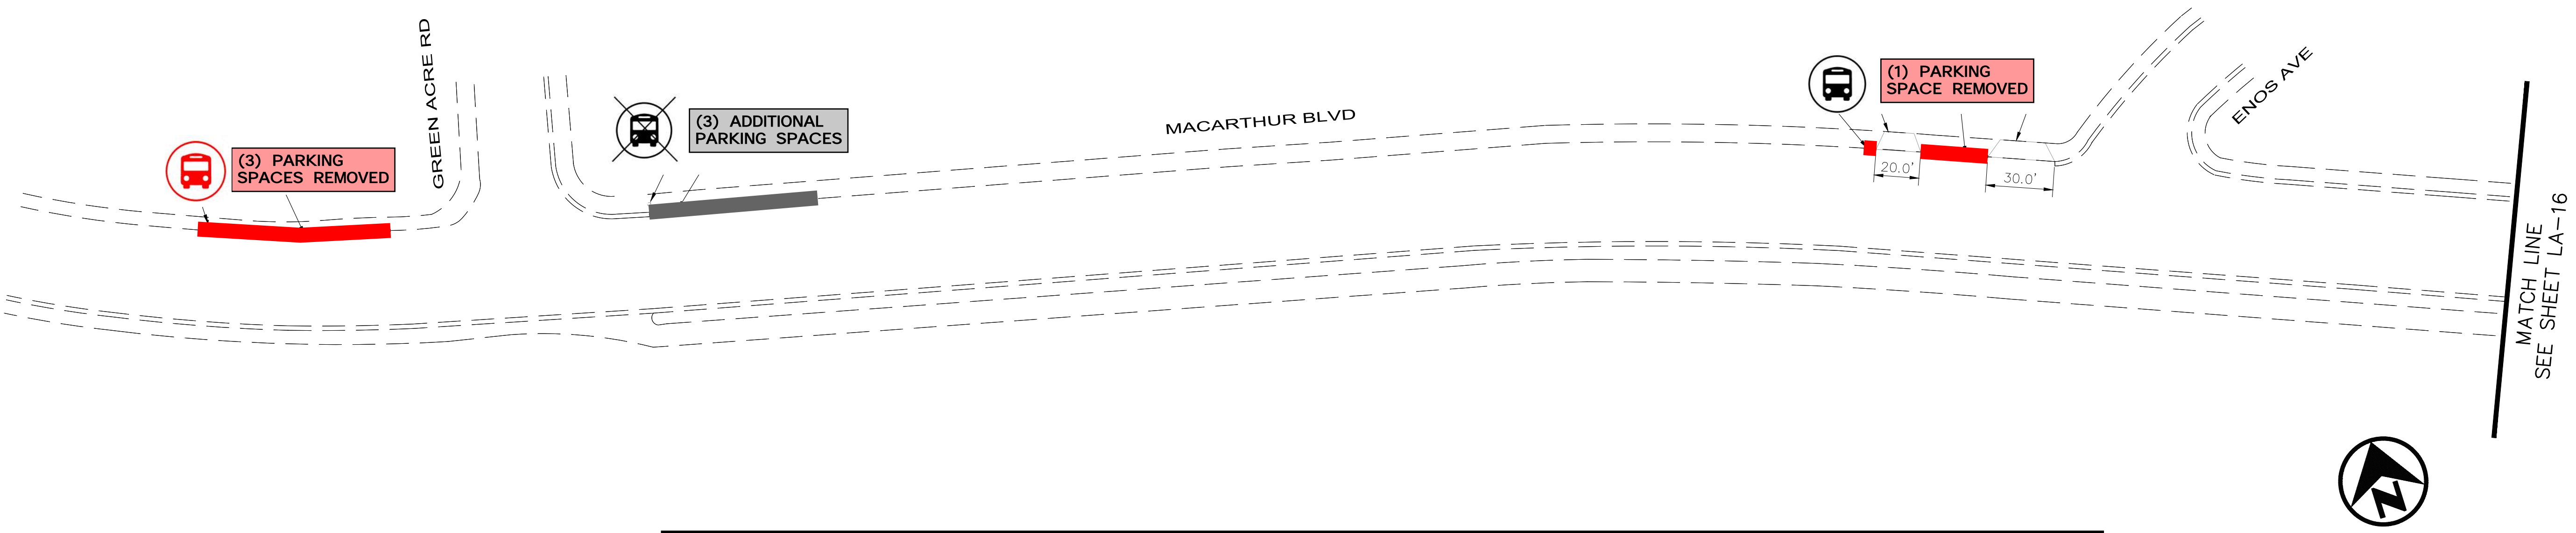 (3) PARKING
SPACES REMOVED
GREEN ACRE RD
(3) ADDITIONAL
PARKING SPACES
MACARTHUR BLVD
(1) PARKING
SPACE REMOVED
20.0'
30.0'
ENOS AVE
MATCH LINE
SEE SHEET LA-16
N